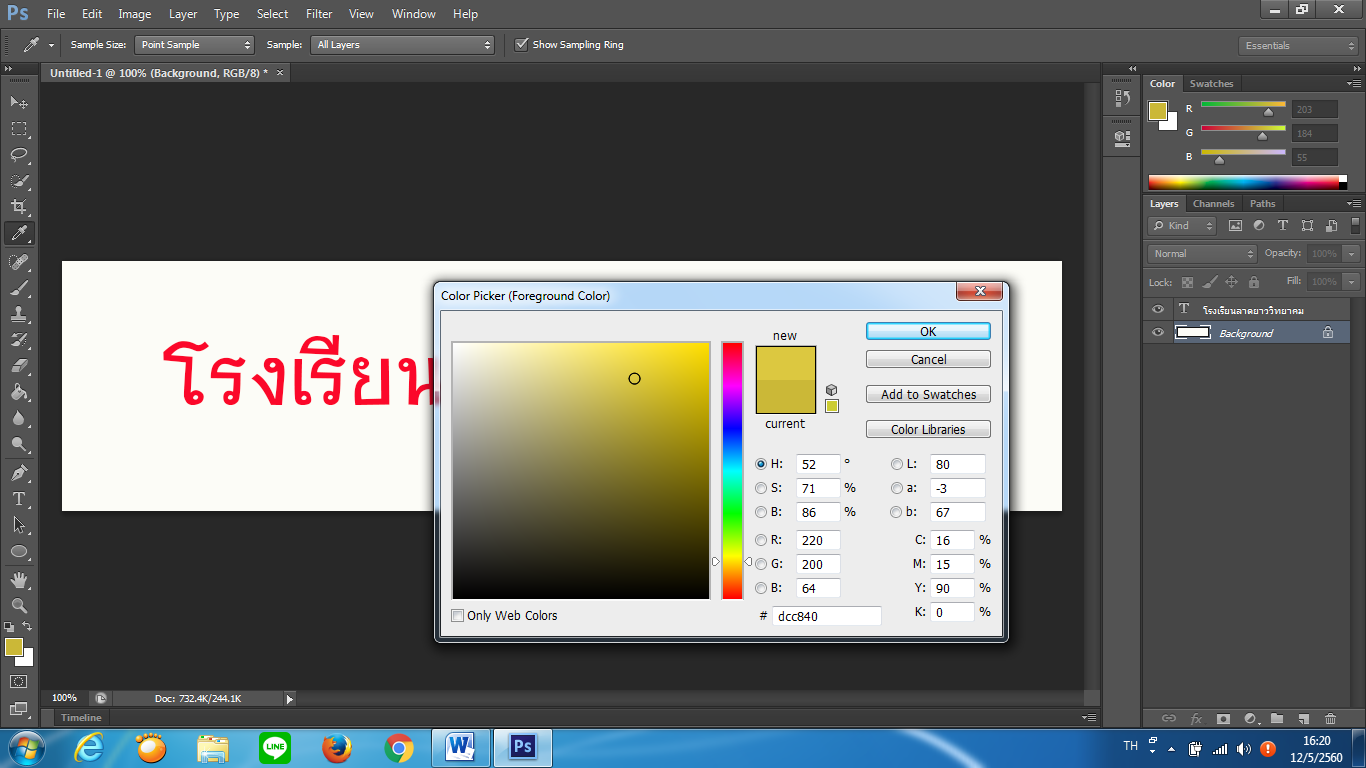 Ps File Edit Image Layer Type Select Filter View Window Help
Sample Size: Point Sample Sample: All Layers Show Sampling Ring Essentials
Untitled-1 @ 100% (Background, RGB/8) * ×
Color Swatches
R 203
G 184
B 55
Layers Channels Paths
Kind
Normal Opacity: 100%
Lock: Fill: 100%
T โรงเรียนลาดยาววิทยาคม
Background
โรงเรียน
Color Picker (Foreground Color)
new
current
OK
Cancel
Add to Swatches
Color Libraries
H: 52 ° L: 80
S: 71 % a: -3
B: 86 % b: 67
R: 220 C: 16 %
G: 200 M: 15 %
B: 64 Y: 90 %
# dcc840 K: 0 %
Only Web Colors
100% Doc: 732.4K/244.1K
Timeline
fx
LINE W Ps
TH 16:20
12/5/2560